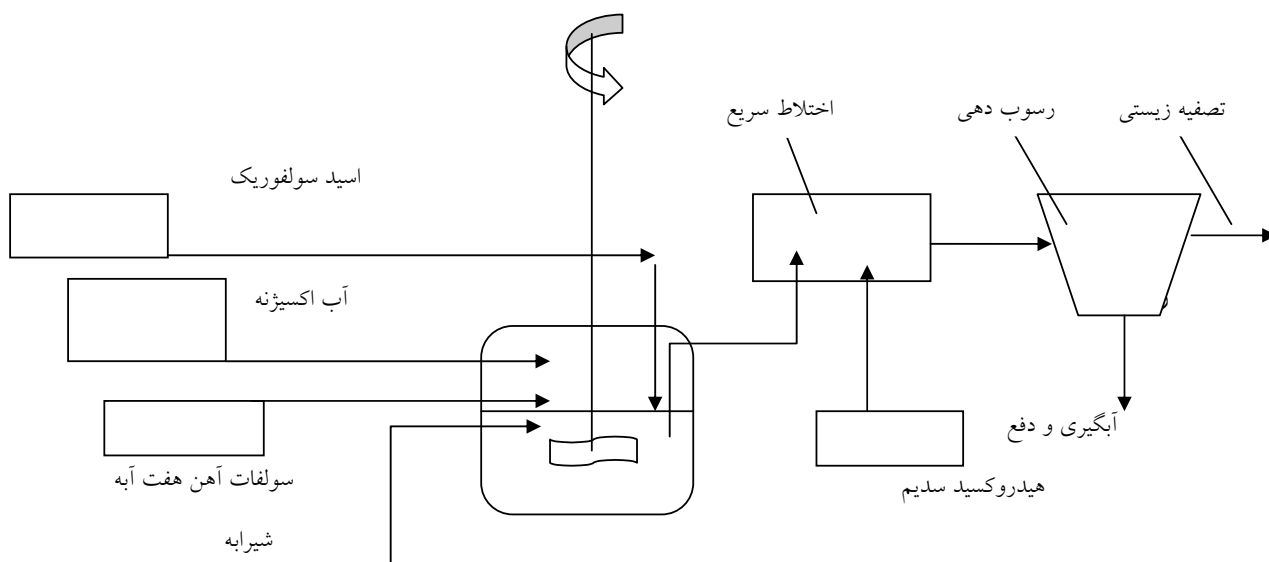 تصفیه زیستی
رسوب دهی
اختلاط سریع
اسید سولفوریک
آب اکسیژنه
آبگیری و دفع
سولفات آهن هفت آبه
هیدروکسید سدیم
شیرابه